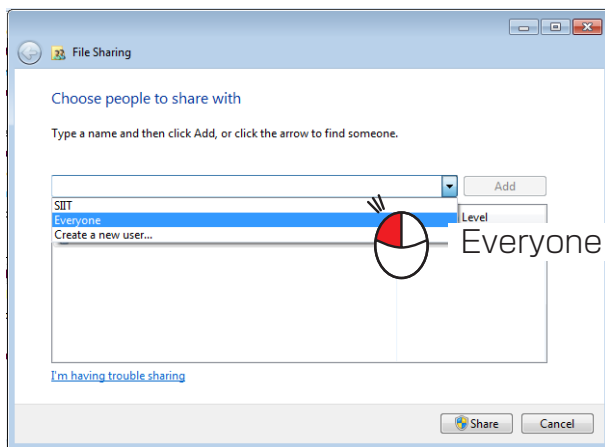 File Sharing
Choose people to share with
Type a name and then click Add, or click the arrow to find someone.
Add
SIIT
Everyone
Create a new user...
Level
Everyone
I'm having trouble sharing
Share
Cancel